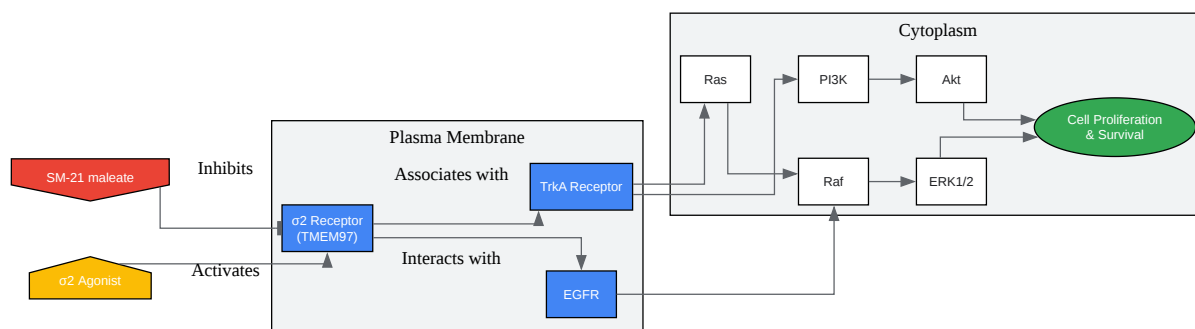 Cytoplasm
Ras
PI3K
Akt
Cell Proliferation
& Survival
Plasma Membrane
Inhibits
SM-21 maleate
Associates with
TrkA Receptor
Raf
ERK1/2
σ2 Receptor
(TMEM97)
Interacts with
Activates
σ2 Agonist
EGFR